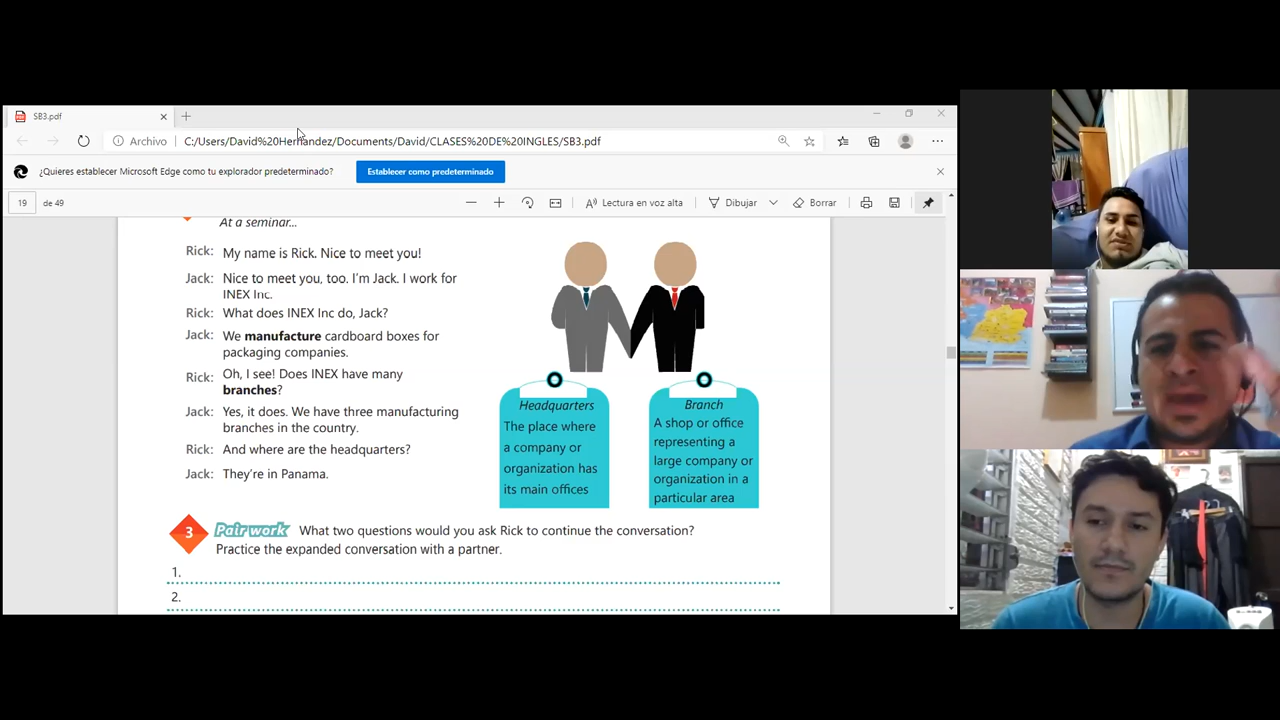 SB3.pdf
Archivo C:/Users/David%20Hernandez/Documents/David/CLASES%20DE%20INGLES/SB3.pdf
¿Quieres establecer Microsoft Edge como tu explorador predeterminado? Establecer como predeterminado
19 de 49 Lectura en voz alta Dibujar Borrar
At a seminar...
Rick: My name is Rick. Nice to meet you!
Jack: Nice to meet you, too. I'm Jack. I work for
INEX Inc.
Rick: What does INEX Inc do, Jack?
Jack: We manufacture cardboard boxes for
packaging companies.
Rick: Oh, I see! Does INEX have many
branches?
Jack: Yes, it does. We have three manufacturing
branches in the country.
Rick: And where are the headquarters?
Jack: They're in Panama.
Headquarters
The place where
a company or
organization has
its main offices
Branch
A shop or office
representing a
large company or
organization in a
particular area
3 Pair work What two questions would you ask Rick to continue the conversation?
Practice the expanded conversation with a partner.
1.
2.